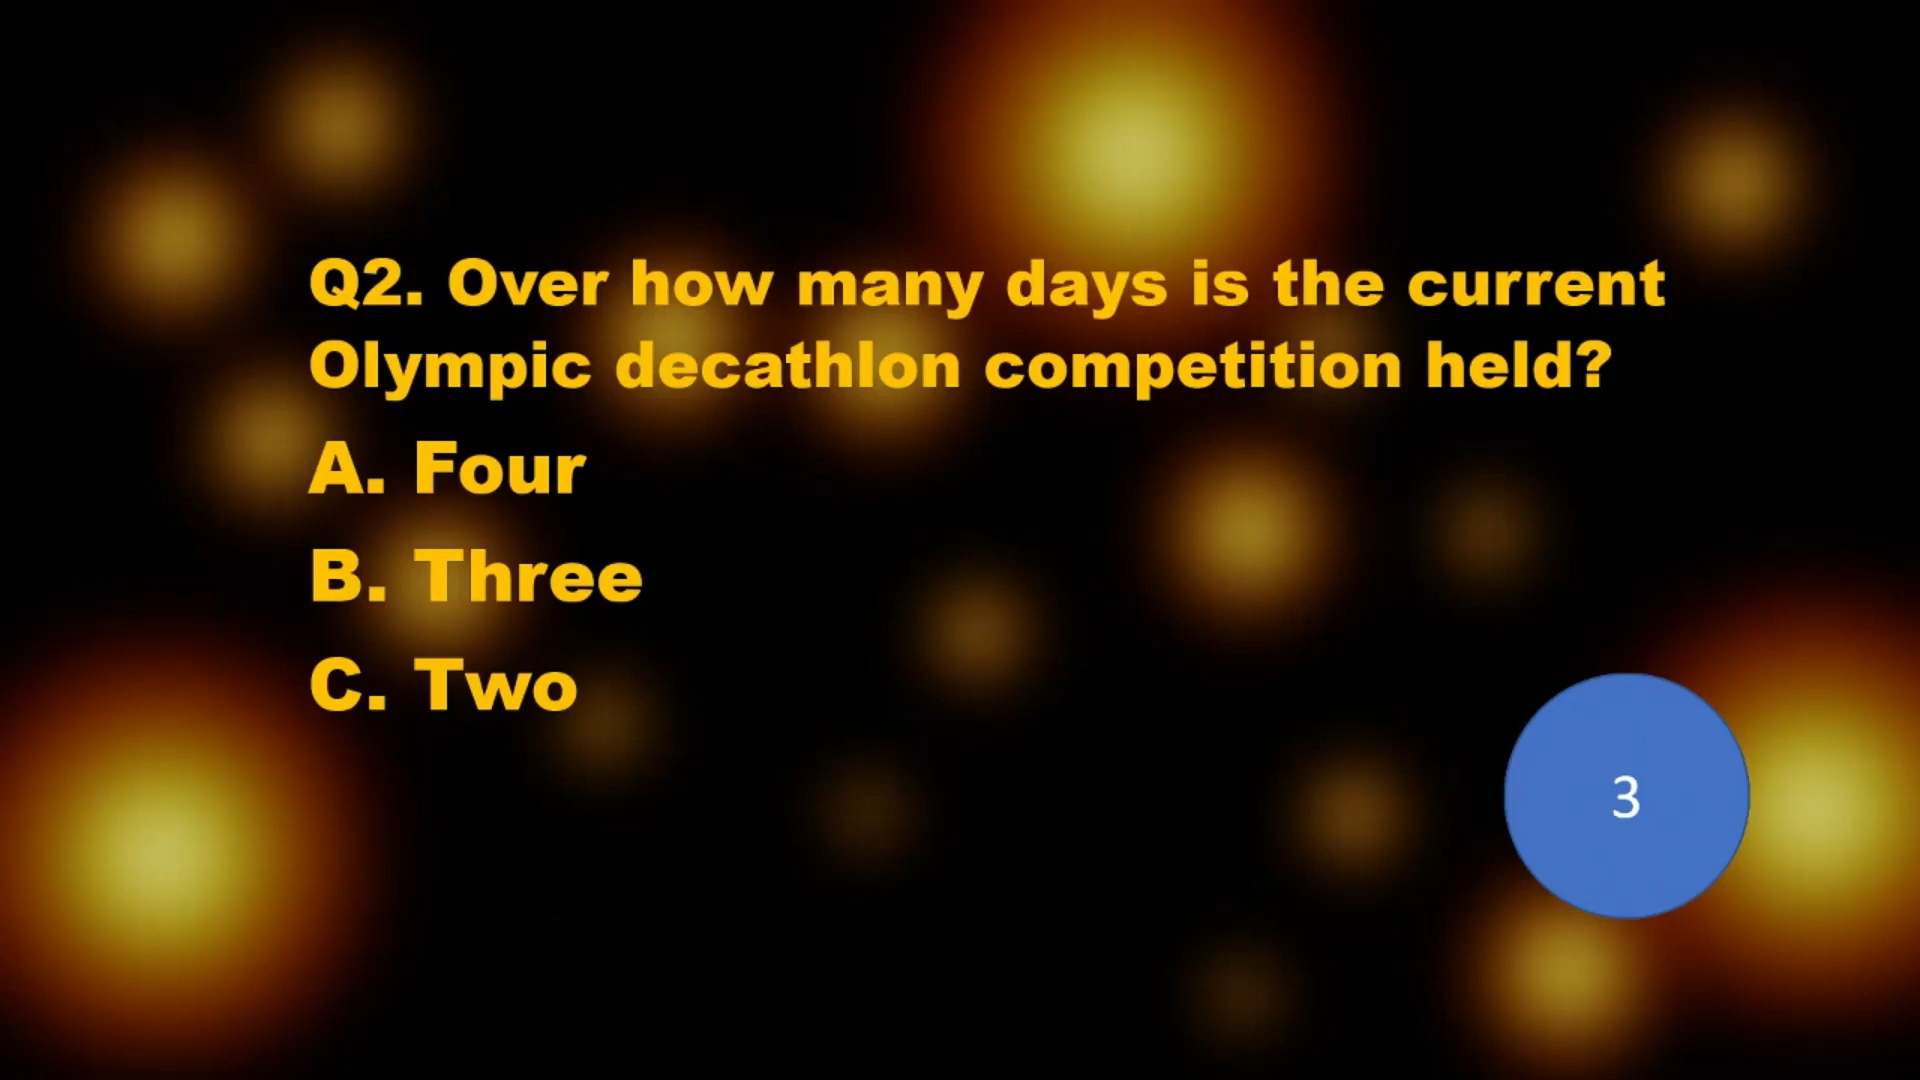 Q2. Over how many days is the current
Olympic decathlon competition held?
A. Four
B. Three
C. Two
3